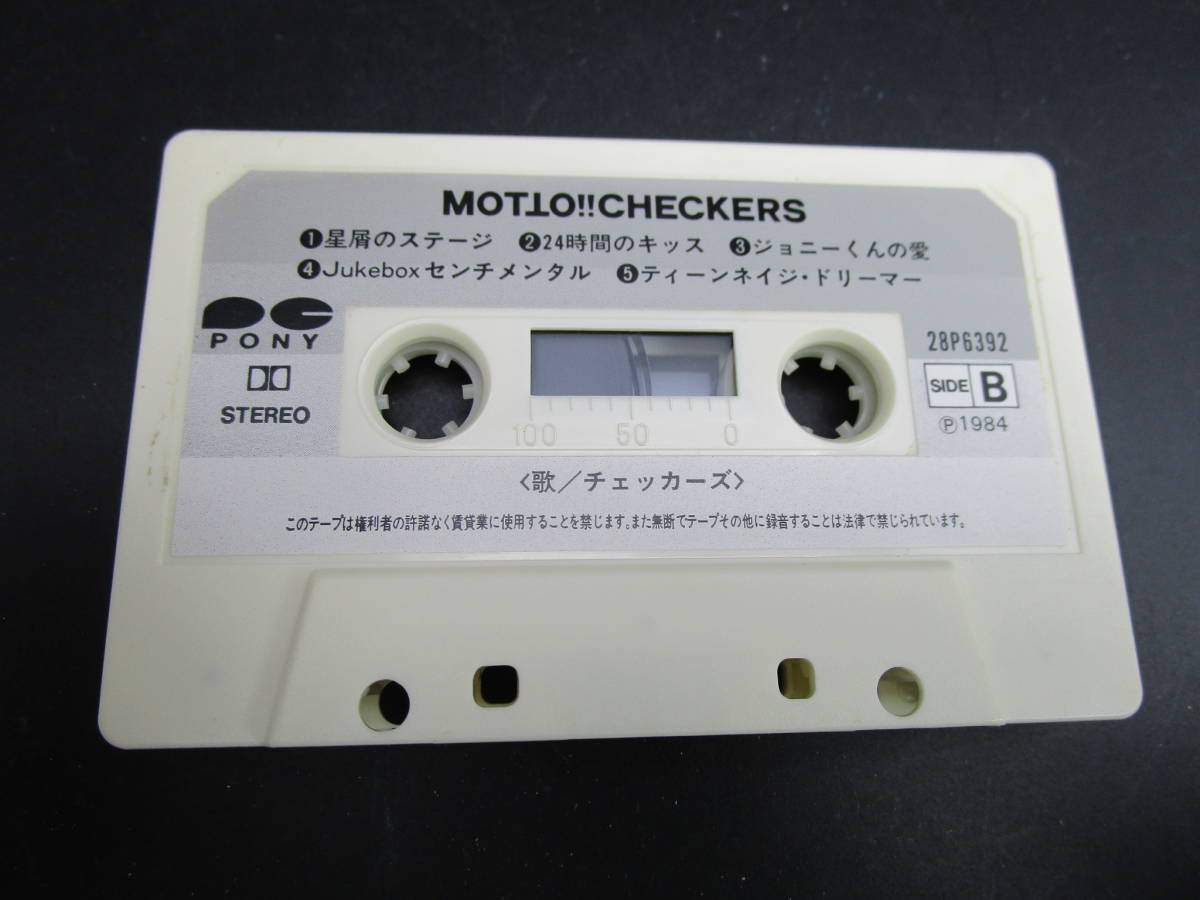 MOTTO!!CHECKERS
❶星屑のステージ ❷24時間のキッス ❸ジョニーくんの愛
❹Jukeboxセンチメンタル ❺ティーンネイジ・ドリーマー
PC
PONY
STEREO
28P6392
SIDE B
Ⓟ1984
100 50 0
〈歌/チェッカーズ〉
このテープは権利者の許諾なく賃貸業に使用することを禁じます。また無断でテープその他に録音することは法律で禁じられています。